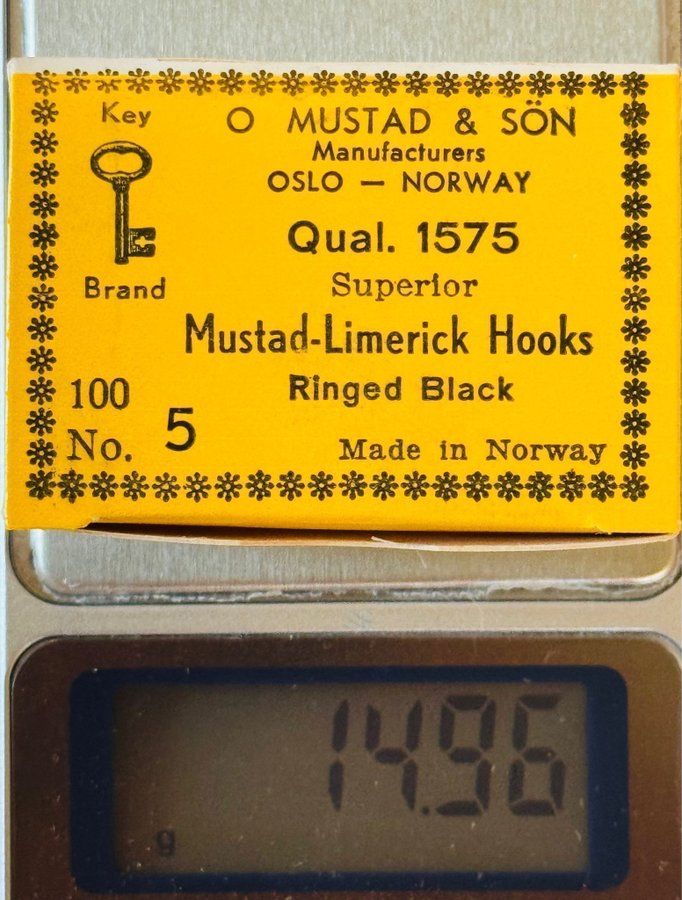 Key
Brand
O MUSTAD & SÖN
Manufacturers
OSLO — NORWAY
Qual. 1575
Superior
Mustad-Limerick Hooks
Ringed Black
100
No. 5
Made in Norway
14.96
g